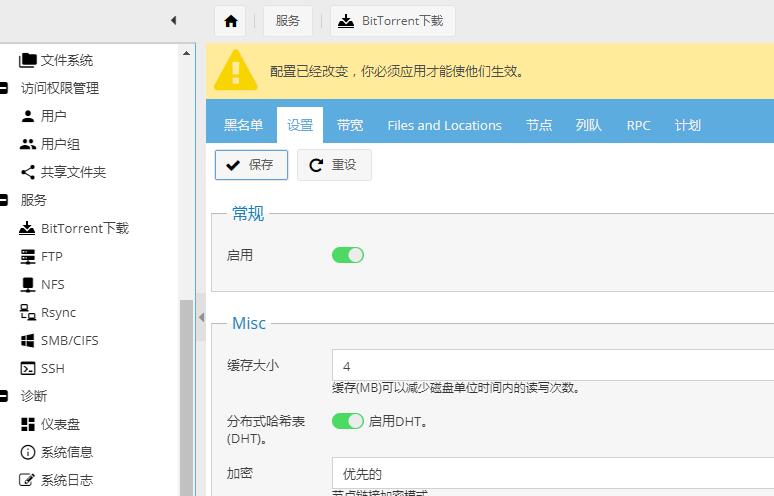 服务
BitTorrent下载
文件系统
访问权限管理
用户
用户组
共享文件夹
服务
BitTorrent下载
FTP
NFS
Rsync
SMB/CIFS
SSH
诊断
仪表盘
系统信息
系统日志
配置已经改变，你必须应用才能使他们生效。
黑名单 设置 带宽 Files and Locations 节点 列队 RPC 计划
保存 重设
常规
启用
Misc
缓存大小 4
缓存(MB)可以减少磁盘单位时间内的读写次数。
分布式哈希表 启用DHT。
(DHT)。
加密 优先的
节点链接加密模式